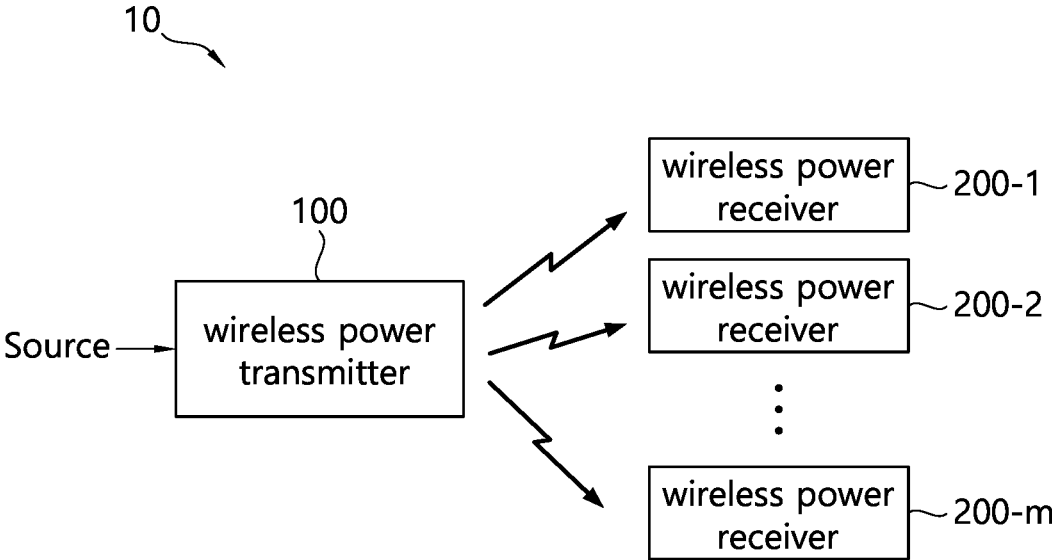 10
wireless power
receiver
200-1
100
wireless power
receiver
200-2
Source
wireless power
transmitter
wireless power
receiver
200-m